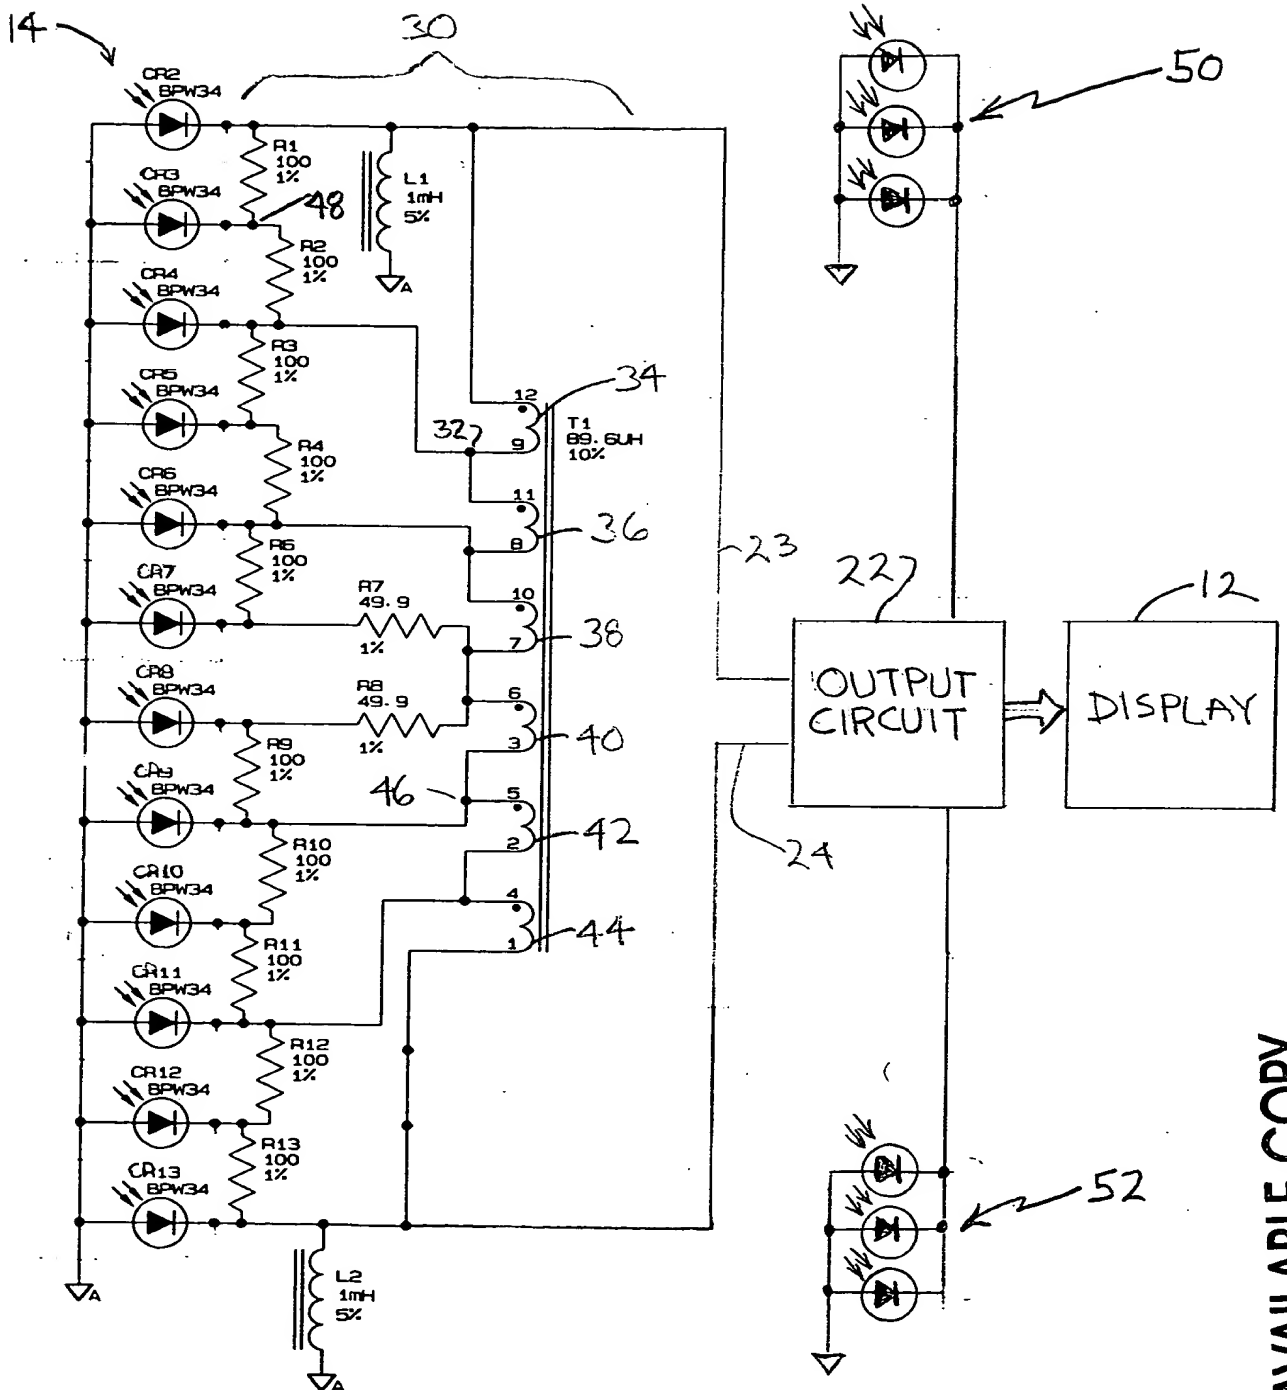 14
30
50
CR2
BPW34
R1
100
1%
L1
1mH
5%
A
CR3
BPW34
48
R2
100
1%
CR4
BPW34
R3
100
1%
12
34
CR5
BPW34
T1
89.6UH
10%
32
9
R4
100
1%
CR6
BPW34
11
36
8
R6
100
1%
23
22
12
CR7
BPW34
R7
49.9
1%
10
38
7
OUTPUT
CIRCUIT
DISPLAY
CR8
BPW34
R8
49.9
1%
6
40
3
R9
100
1%
CR9
BPW34
46
5
42
2
24
R10
100
1%
CR10
BPW34
4
44
1
R11
100
1%
CR11
BPW34
R12
100
1%
CR12
BPW34
R13
100
1%
CR13
BPW34
52
A
L2
1mH
5%
A
AVAILABLE COPY